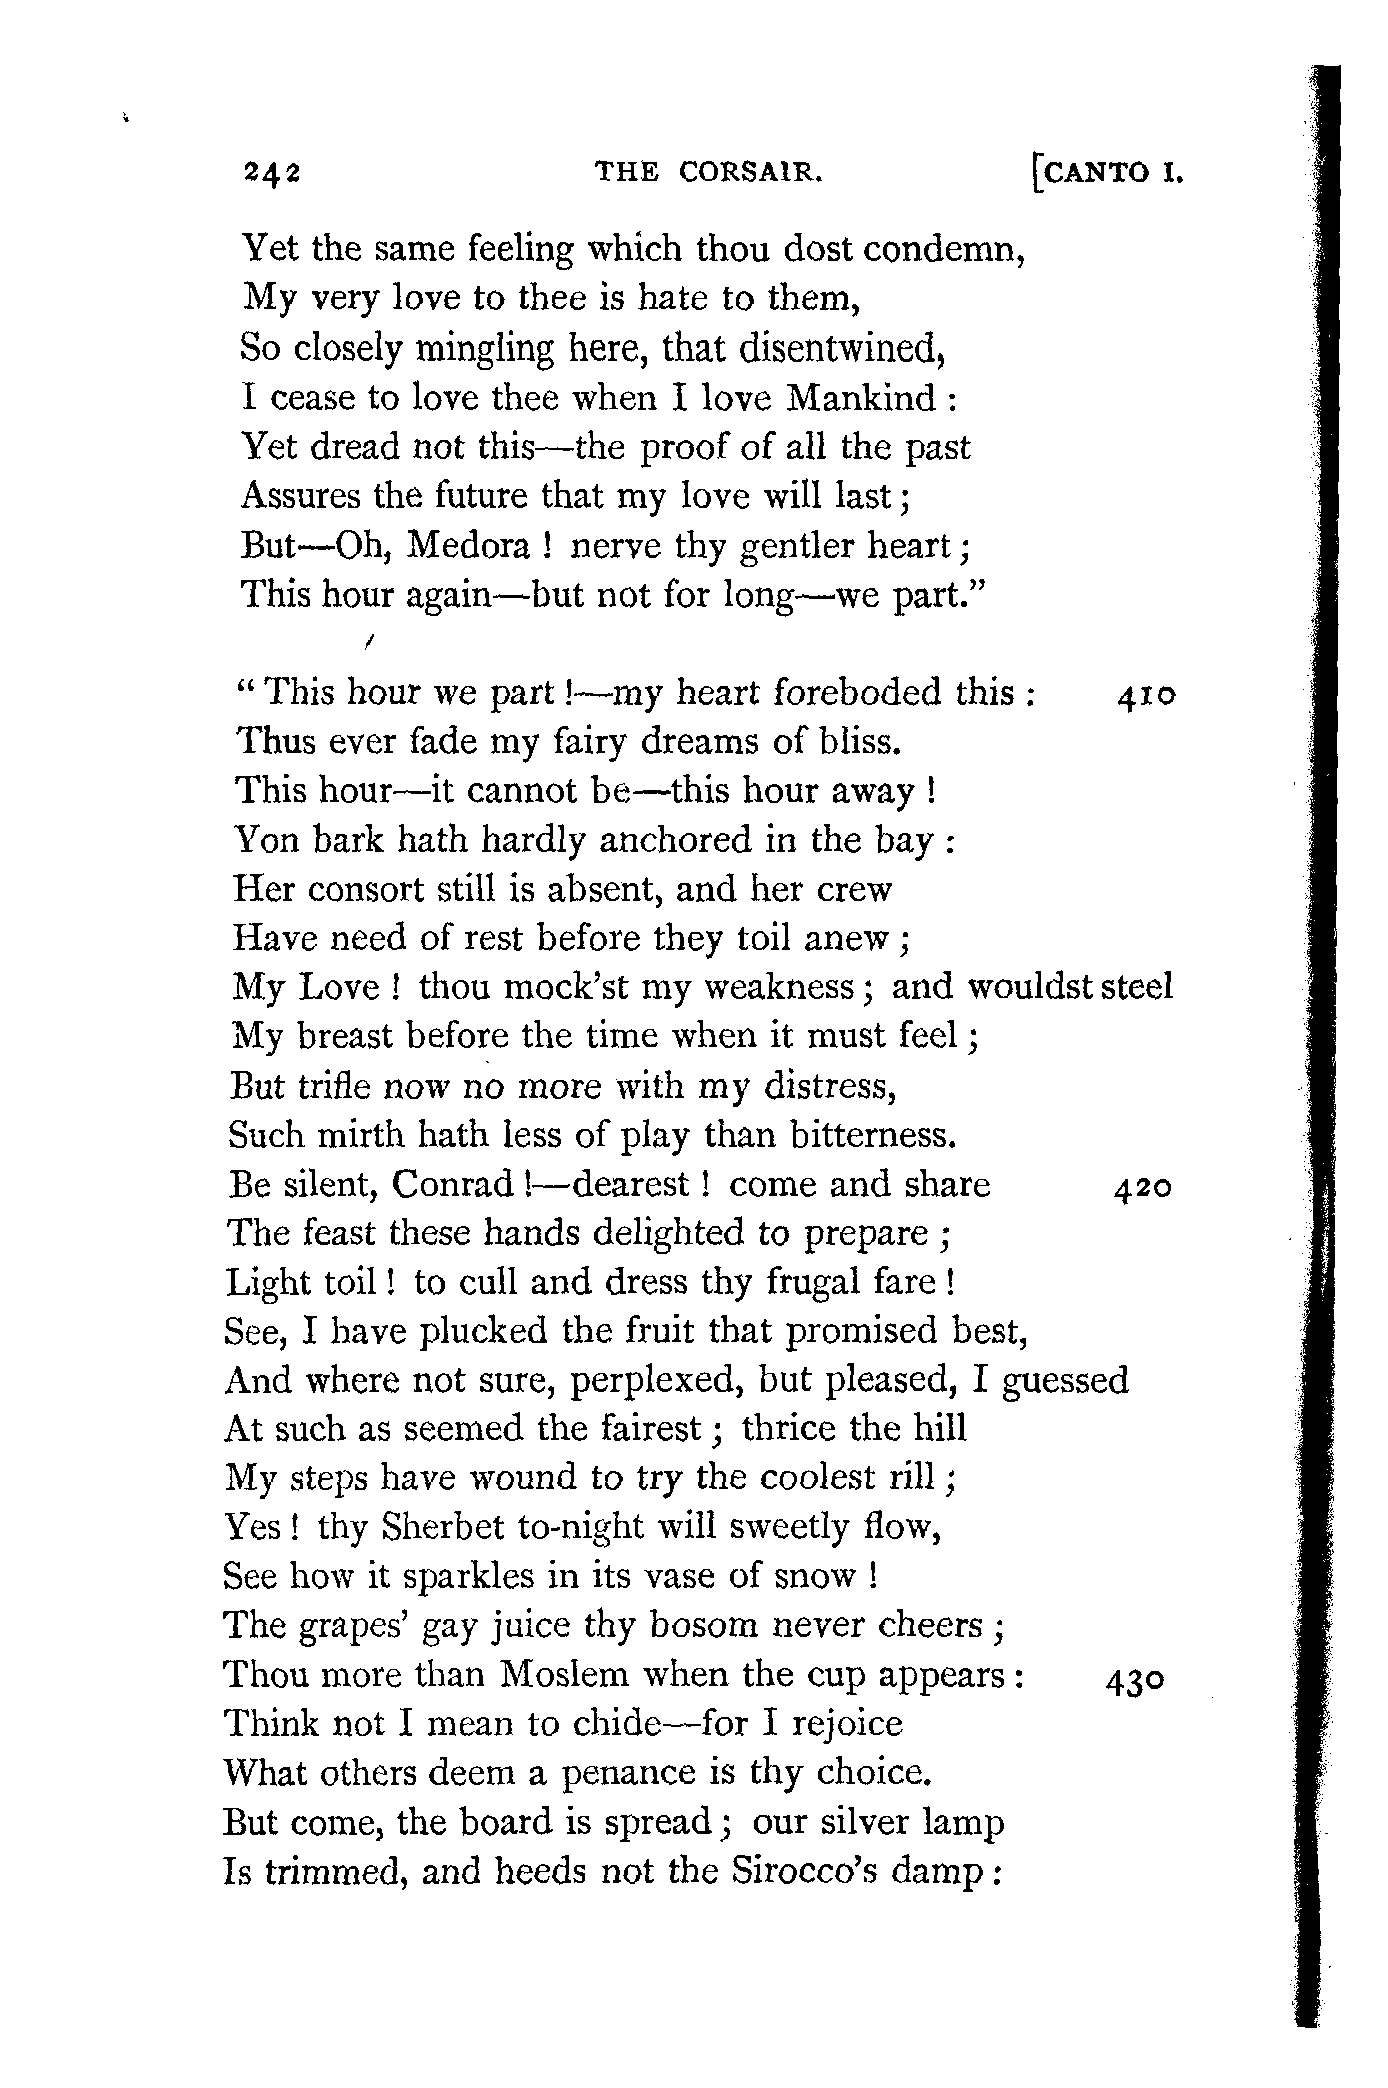 242 THE CORSAIR. [CANTO I.
Yet the same feeling which thou dost condemn,
My very love to thee is hate to them,
So closely mingling here, that disentwined,
I cease to love thee when I love Mankind :
Yet dread not this—the proof of all the past
Assures the future that my love will last ;
But—Oh, Medora ! nerve thy gentler heart ;
This hour again—but not for long—we part.”
“ This hour we part !—my heart foreboded this : 410
Thus ever fade my fairy dreams of bliss.
This hour—it cannot be—this hour away !
Yon bark hath hardly anchored in the bay :
Her consort still is absent, and her crew
Have need of rest before they toil anew ;
My Love ! thou mock’st my weakness ; and wouldst steel
My breast before the time when it must feel ;
But trifle now no more with my distress,
Such mirth hath less of play than bitterness.
Be silent, Conrad !—dearest ! come and share 420
The feast these hands delighted to prepare ;
Light toil ! to cull and dress thy frugal fare !
See, I have plucked the fruit that promised best,
And where not sure, perplexed, but pleased, I guessed
At such as seemed the fairest ; thrice the hill
My steps have wound to try the coolest rill ;
Yes ! thy Sherbet to-night will sweetly flow,
See how it sparkles in its vase of snow !
The grapes’ gay juice thy bosom never cheers ;
Thou more than Moslem when the cup appears : 430
Think not I mean to chide—for I rejoice
What others deem a penance is thy choice.
But come, the board is spread ; our silver lamp
Is trimmed, and heeds not the Sirocco’s damp :